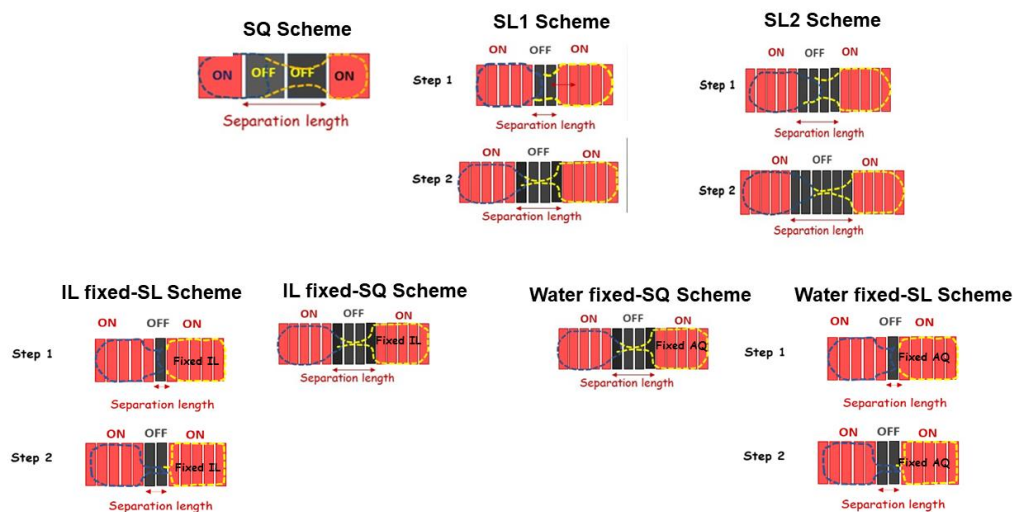 SQ Scheme
ON OFF OFF ON
Separation length
SL1 Scheme
ON OFF ON
Step 1
Separation length
OFF
ON ON
Step 2
Separation length
SL2 Scheme
ON OFF ON
Step 1
Separation length
ON OFF ON
Step 2
Separation length
IL fixed-SL Scheme
ON OFF ON
Step 1
Fixed IL
Separation length
ON OFF ON
Step 2
Fixed IL
Separation length
IL fixed-SQ Scheme
ON OFF ON
Fixed IL
Separation length
Water fixed-SQ Scheme
ON OFF ON
Fixed AQ
Separation length
Water fixed-SL Scheme
ON OFF ON
Step 1
Fixed AQ
Separation length
ON OFF ON
Step 2
Fixed AQ
Separation length